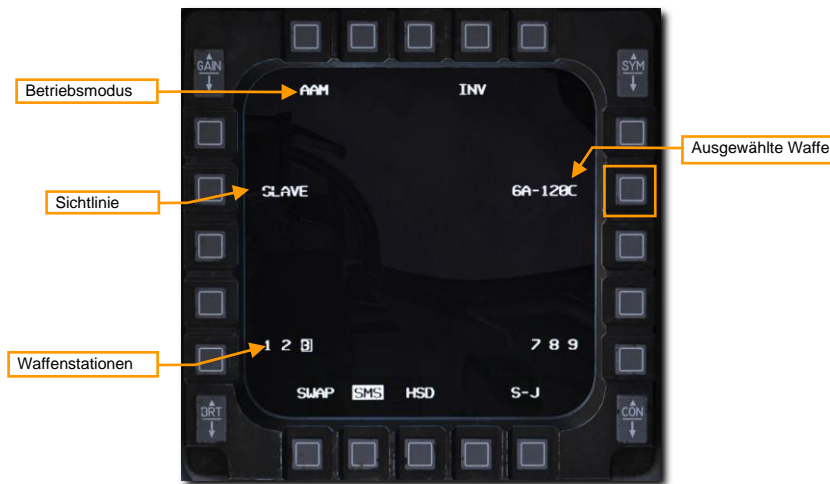 GAIN
SYM
Betriebsmodus
AAM
INV
Ausgewählte Waffe
SLAVE
6A-120C
Sichtlinie
1 2 3
7 8 9
Waffenstationen
SWAP SMS HSD S-J
BRT
CON